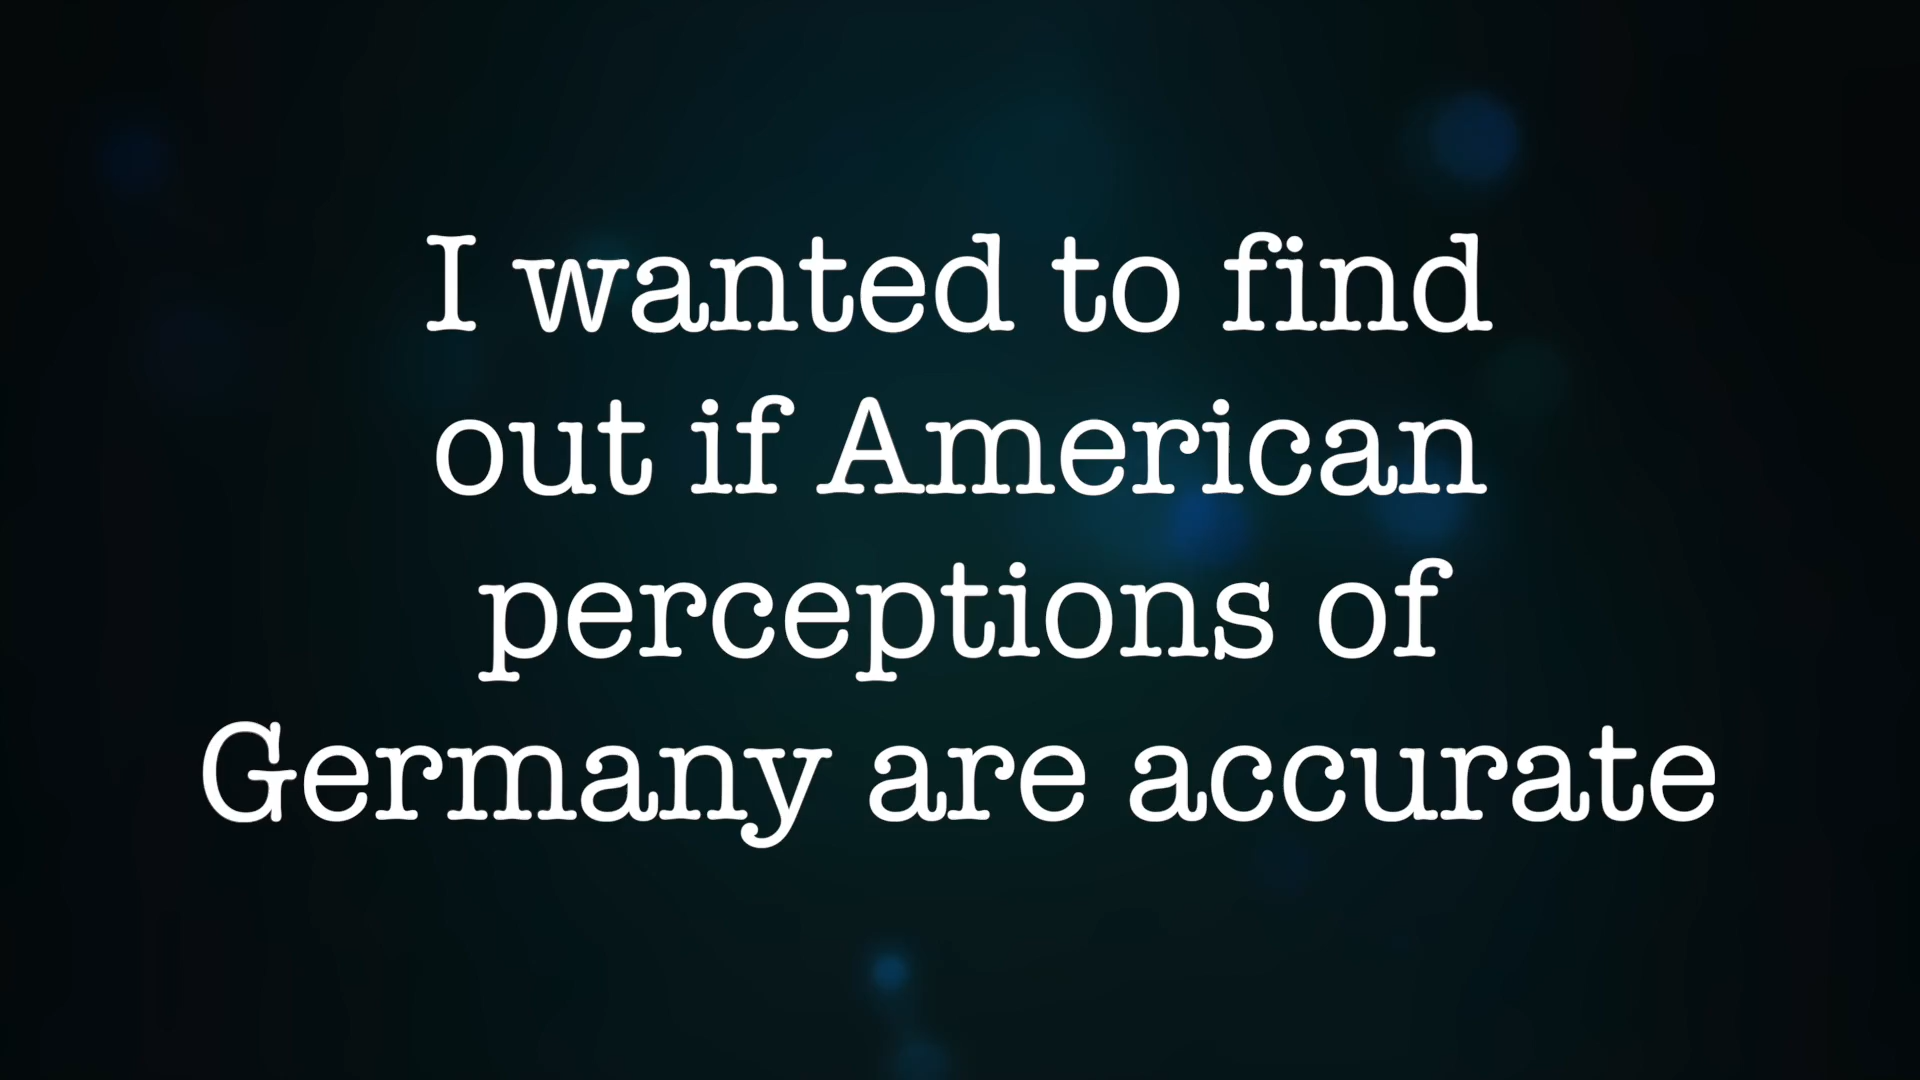 I wanted to find
out if American
perceptions of
Germany are accurate